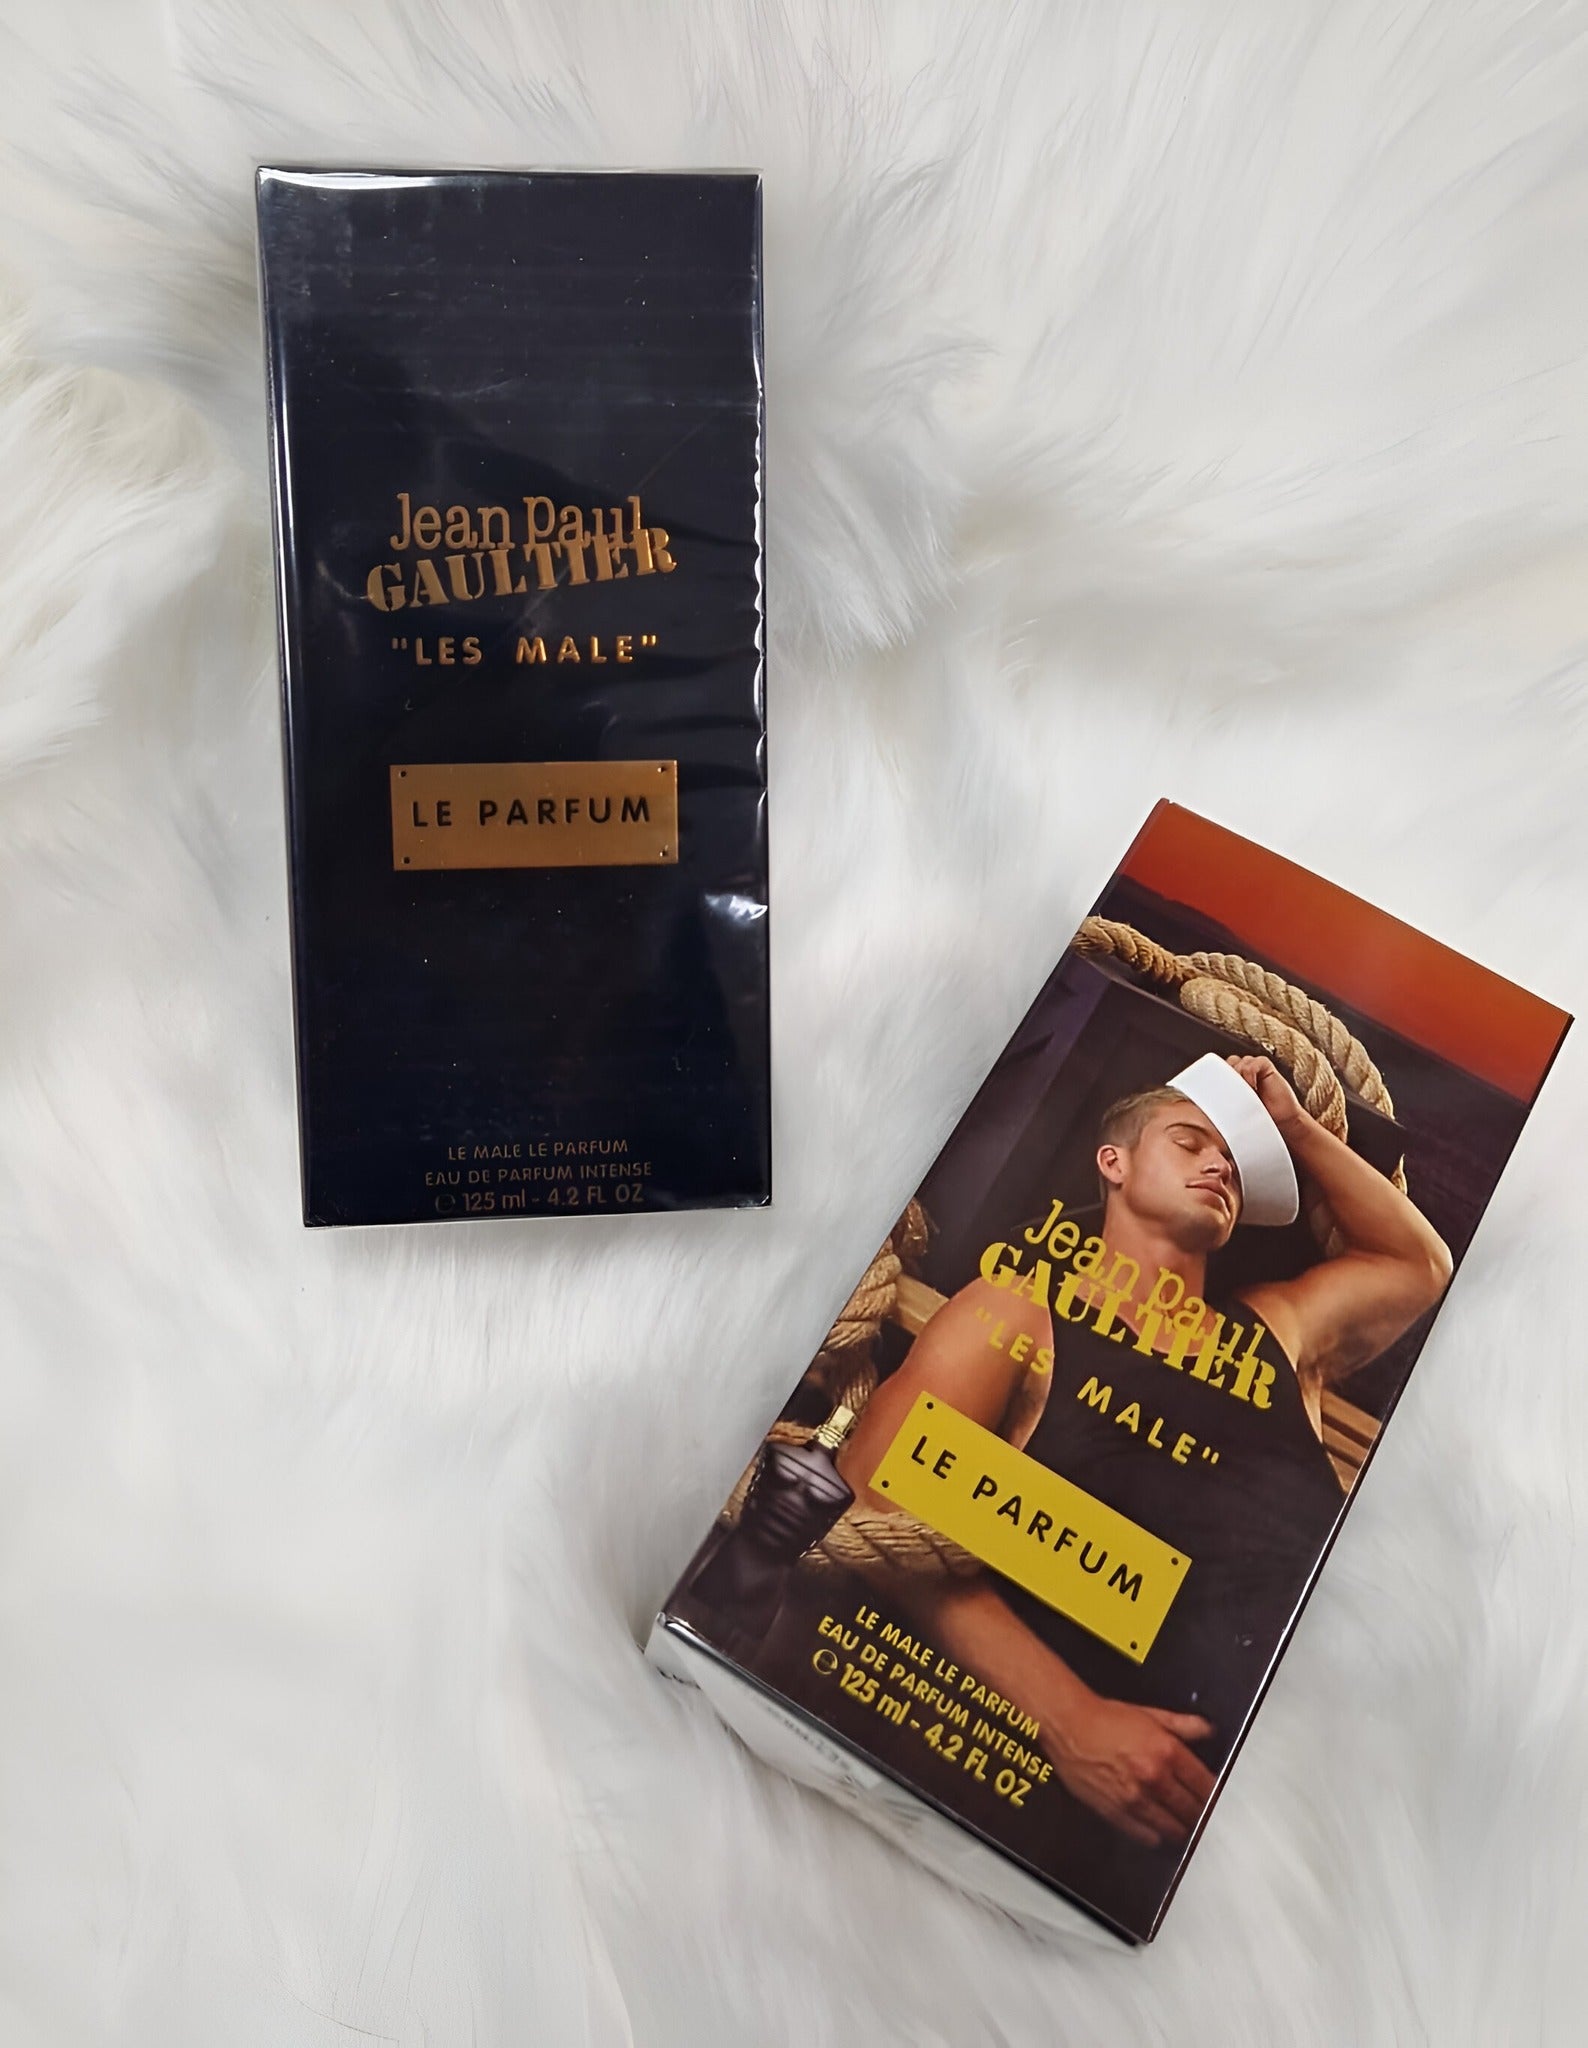 Jean Paul
GAULTIER
"LES MALE"
LE PARFUM
LE MALE LE PARFUM
EAU DE PARFUM INTENSE
℮ 125 ml - 4.2 FL OZ
Jean Paul
GAULTIER
"LES MALE"
LE PARFUM
LE MALE LE PARFUM
EAU DE PARFUM INTENSE
℮ 125 ml - 4.2 FL OZ